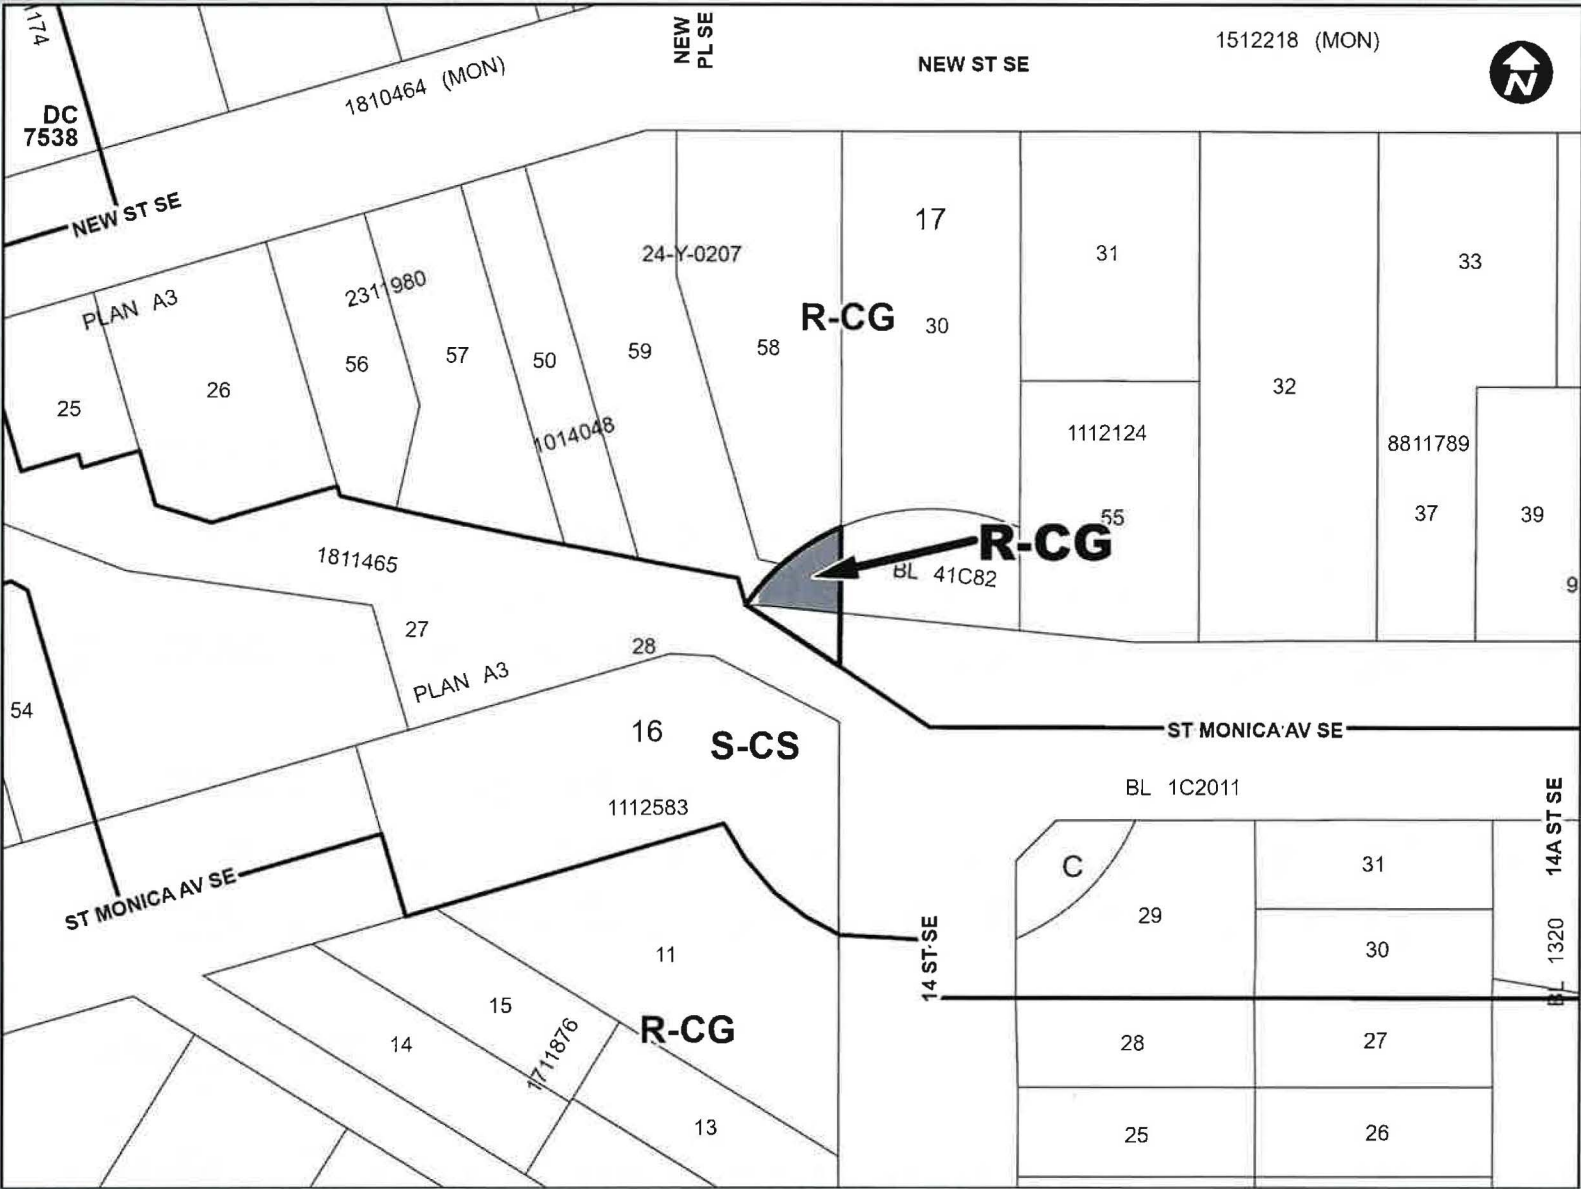 1174
NEW
PL SE
NEW ST SE
1512218 (MON)
N
1810464 (MON)
DC
7538
NEW ST SE
17
24-Y-0207
31
33
PLAN A3
2311980
R-CG
30
56
57
50
59
58
26
25
32
1014048
1112124
8811789
55
37
39
R-CG
1811465
BL 41C82
9
27
28
PLAN A3
54
16
S-CS
ST MONICA AV SE
BL 1C2011
1112583
14A ST SE
C
31
ST MONICA AV SE
29
11
14 ST SE
30
BL 1320
15
14
1711876
R-CG
28
27
13
25
26